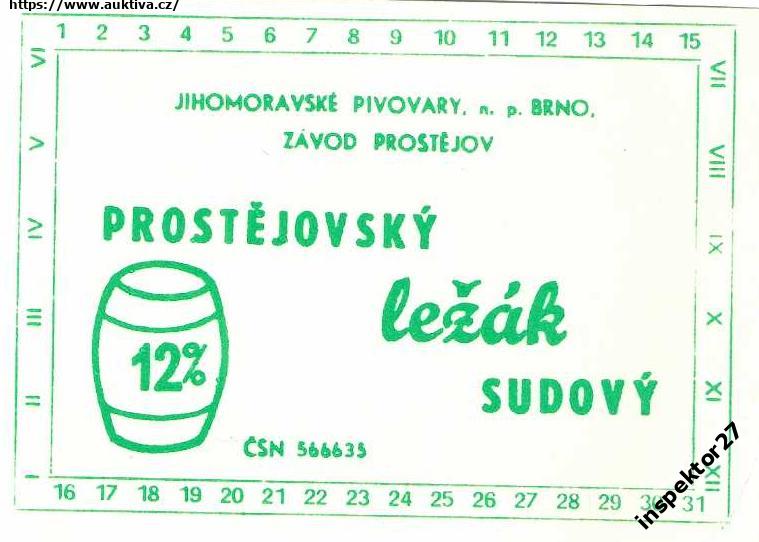 https://www.auktiva.cz/
1 2 3 4 5 6 7 8 9 10 11 12 13 14 15
VI VII
JIHOMORAVSKÉ PIVOVARY, n. p. BRNO,
V ZÁVOD PROSTĚJOV VIII
IV PROSTĚJOVSKÝ IX
III ležák X
12%
II SUDOVÝ XI
ČSN 566635
I XII
16 17 18 19 20 21 22 23 24 25 26 27 28 29 30 31
inspektor27